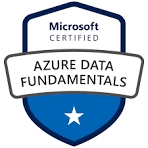 Microsoft
CERTIFIED
AZURE DATA
FUNDAMENTALS